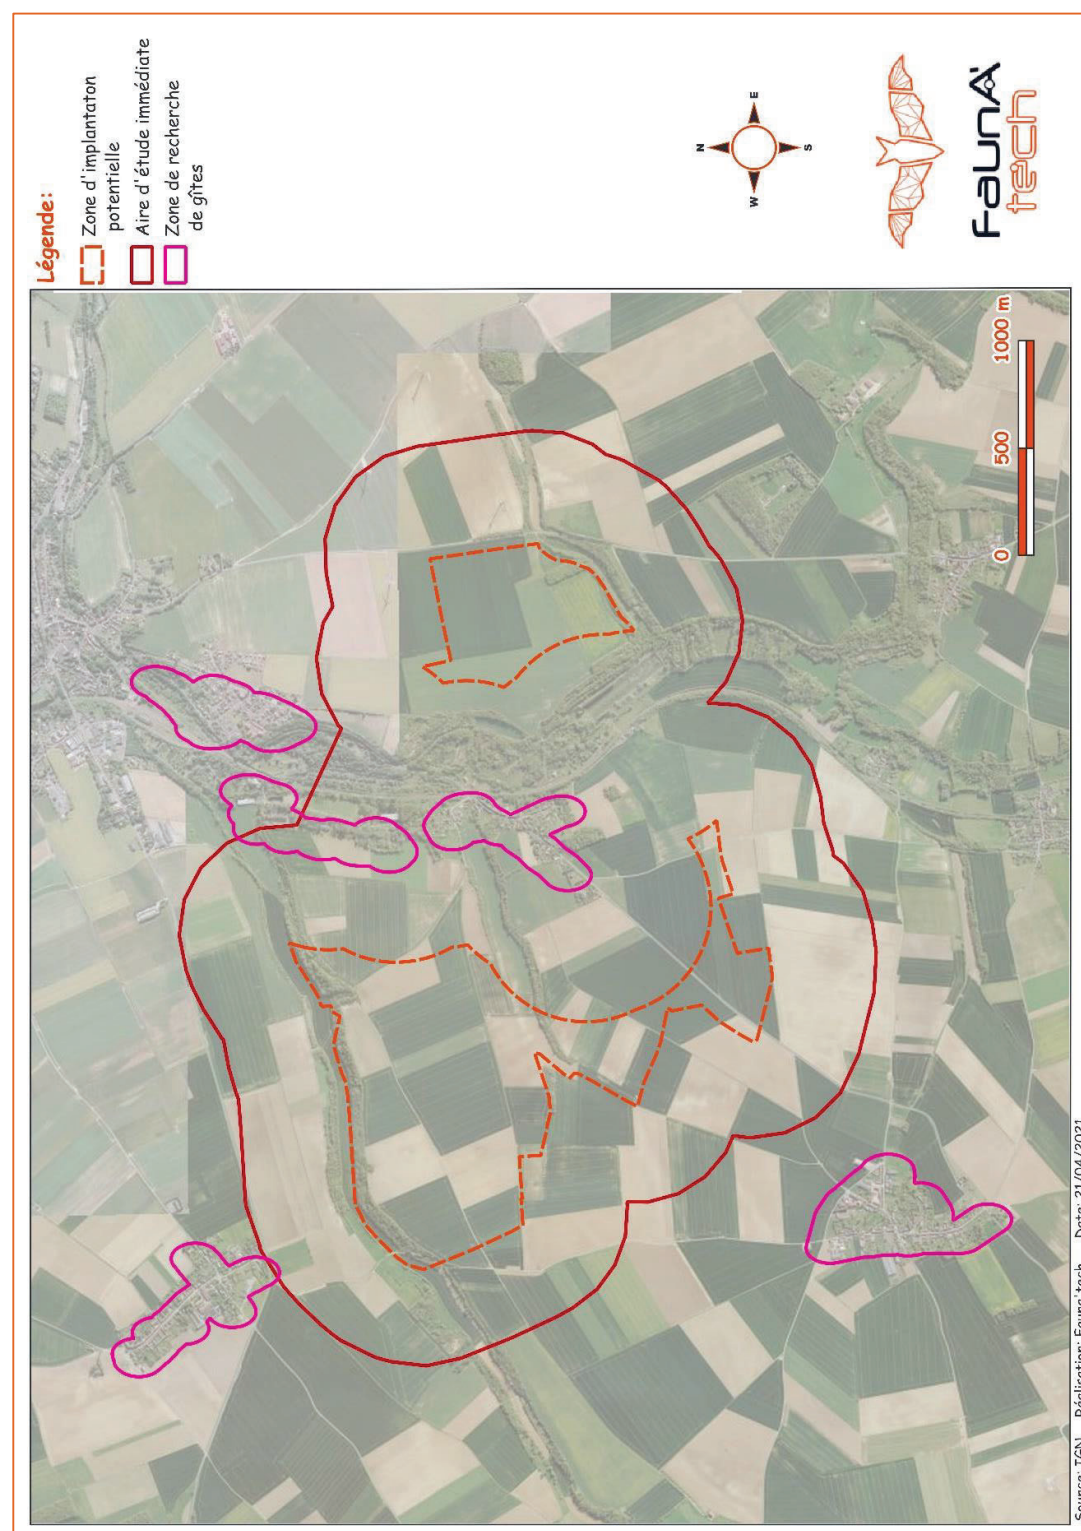 Légende:
Zone d'implantaton
potentielle
Aire d'étude immédiate
Zone de recherche
de gîtes
N
E
S
W
faunA'
tech
0 500 1000 m
Source: IGN Réalisation: Fauna'tech Date: 21/04/2021